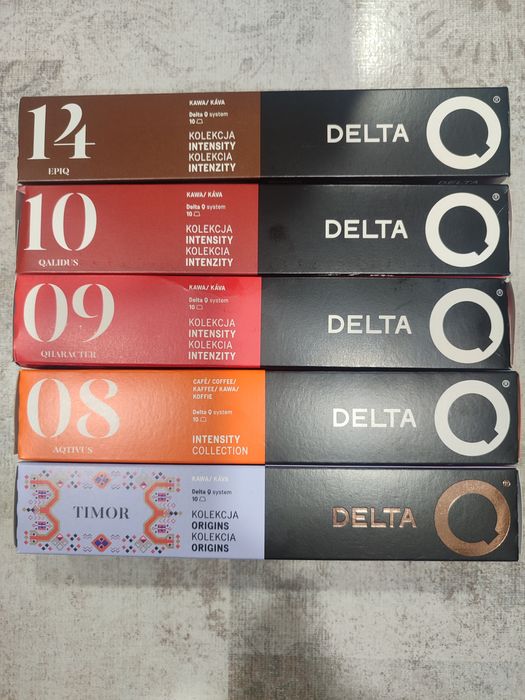 14
EPIQ
KAWA/ KÁVA
Delta Q system
10
KOLEKCJA
INTENSITY
KOLEKCIA
INTENZITY
DELTA Q
®
10
QALIDUS
KAWA/ KÁVA
Delta Q system
10
KOLEKCJA
INTENSITY
KOLEKCIA
INTENZITY
DELTA Q
®
09
QHARACTER
KAWA/ KÁVA
Delta Q system
10
KOLEKCJA
INTENSITY
KOLEKCIA
INTENZITY
DELTA Q
®
08
AQTIVUS
CAFÉ/ COFFEE/
KAFFEE/ KAWA/
KOFFIE
Delta Q system
10
INTENSITY
COLLECTION
DELTA Q
®
TIMOR
KAWA/ KÁVA
Delta Q system
10
KOLEKCJA
ORIGINS
KOLEKCIA
ORIGINS
DELTA Q
®